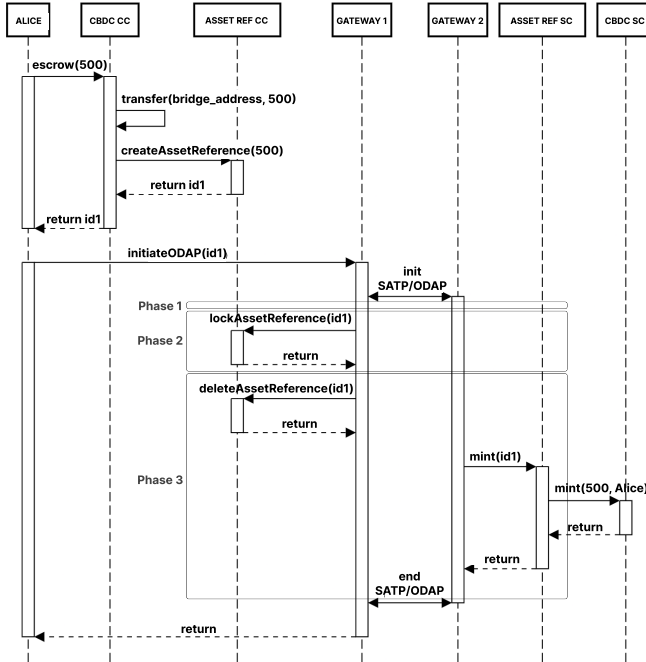 ALICE
CBDC CC
ASSET REF CC
GATEWAY 1
GATEWAY 2
ASSET REF SC
CBDC SC
escrow(500)
transfer(bridge_address, 500)
createAssetReference(500)
return id1
return id1
initiateODAP(id1)
init
SATP/ODAP
Phase 1
lockAssetReference(id1)
Phase 2
return
deleteAssetReference(id1)
return
mint(id1)
Phase 3
mint(500, Alice)
return
return
end
SATP/ODAP
return